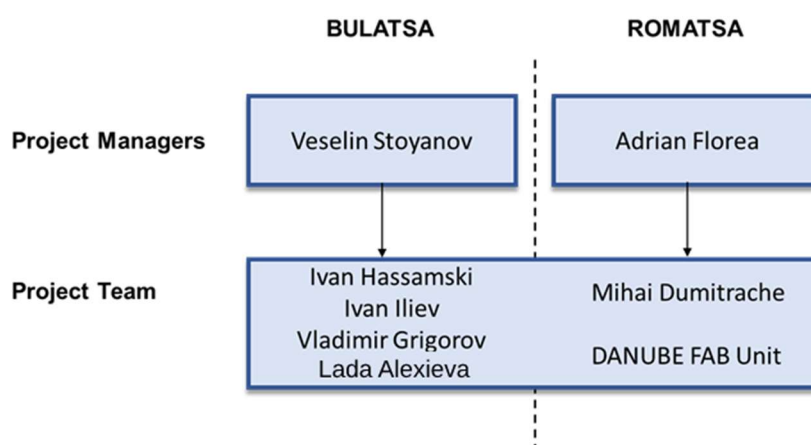 BULATSA
ROMATSA
Project Managers
Veselin Stoyanov
Adrian Florea
Project Team
Ivan Hassamski
Ivan Iliev
Vladimir Grigorov
Lada Alexieva
Mihai Dumitrache
DANUBE FAB Unit